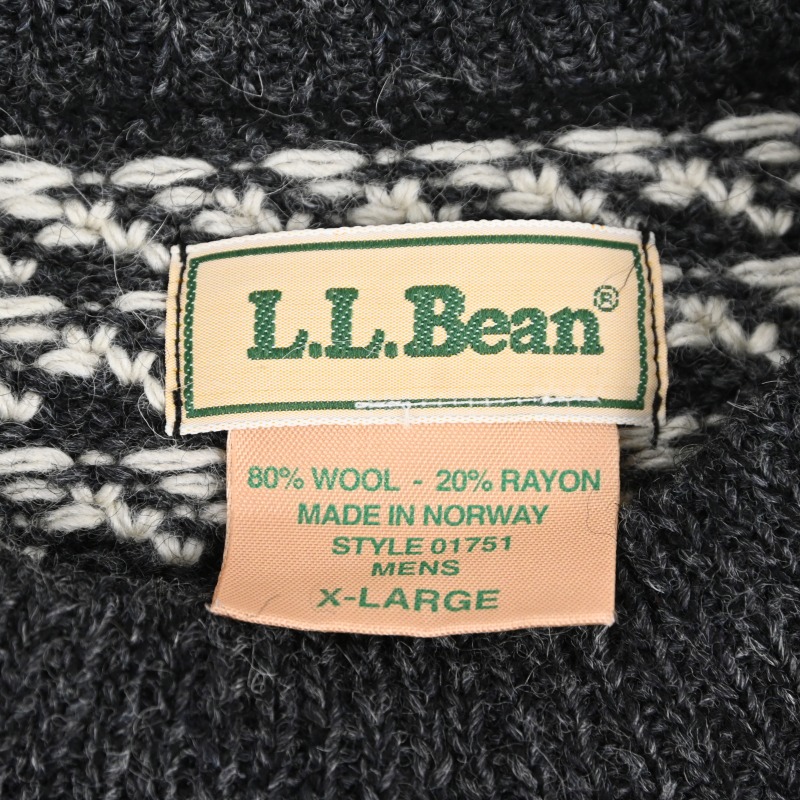 L.L.Bean®
80% WOOL - 20% RAYON
MADE IN NORWAY
STYLE 01751
MENS
X-LARGE